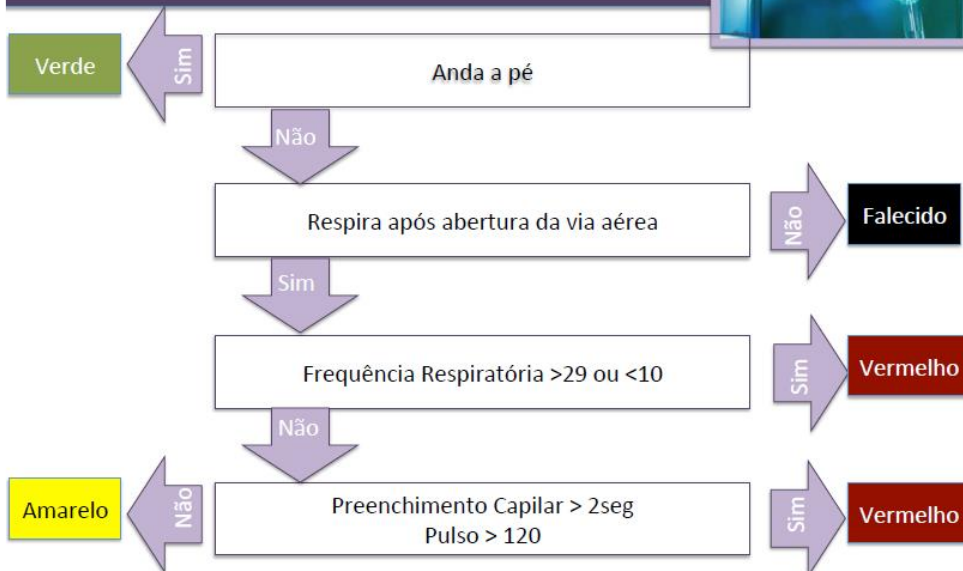 Verde
Sim
Anda a pé
Não
Respira após abertura da via aérea
Não
Falecido
Sim
Frequência Respiratória >29 ou <10
Sim
Vermelho
Não
Amarelo
Não
Preenchimento Capilar > 2seg
Pulso > 120
Sim
Vermelho